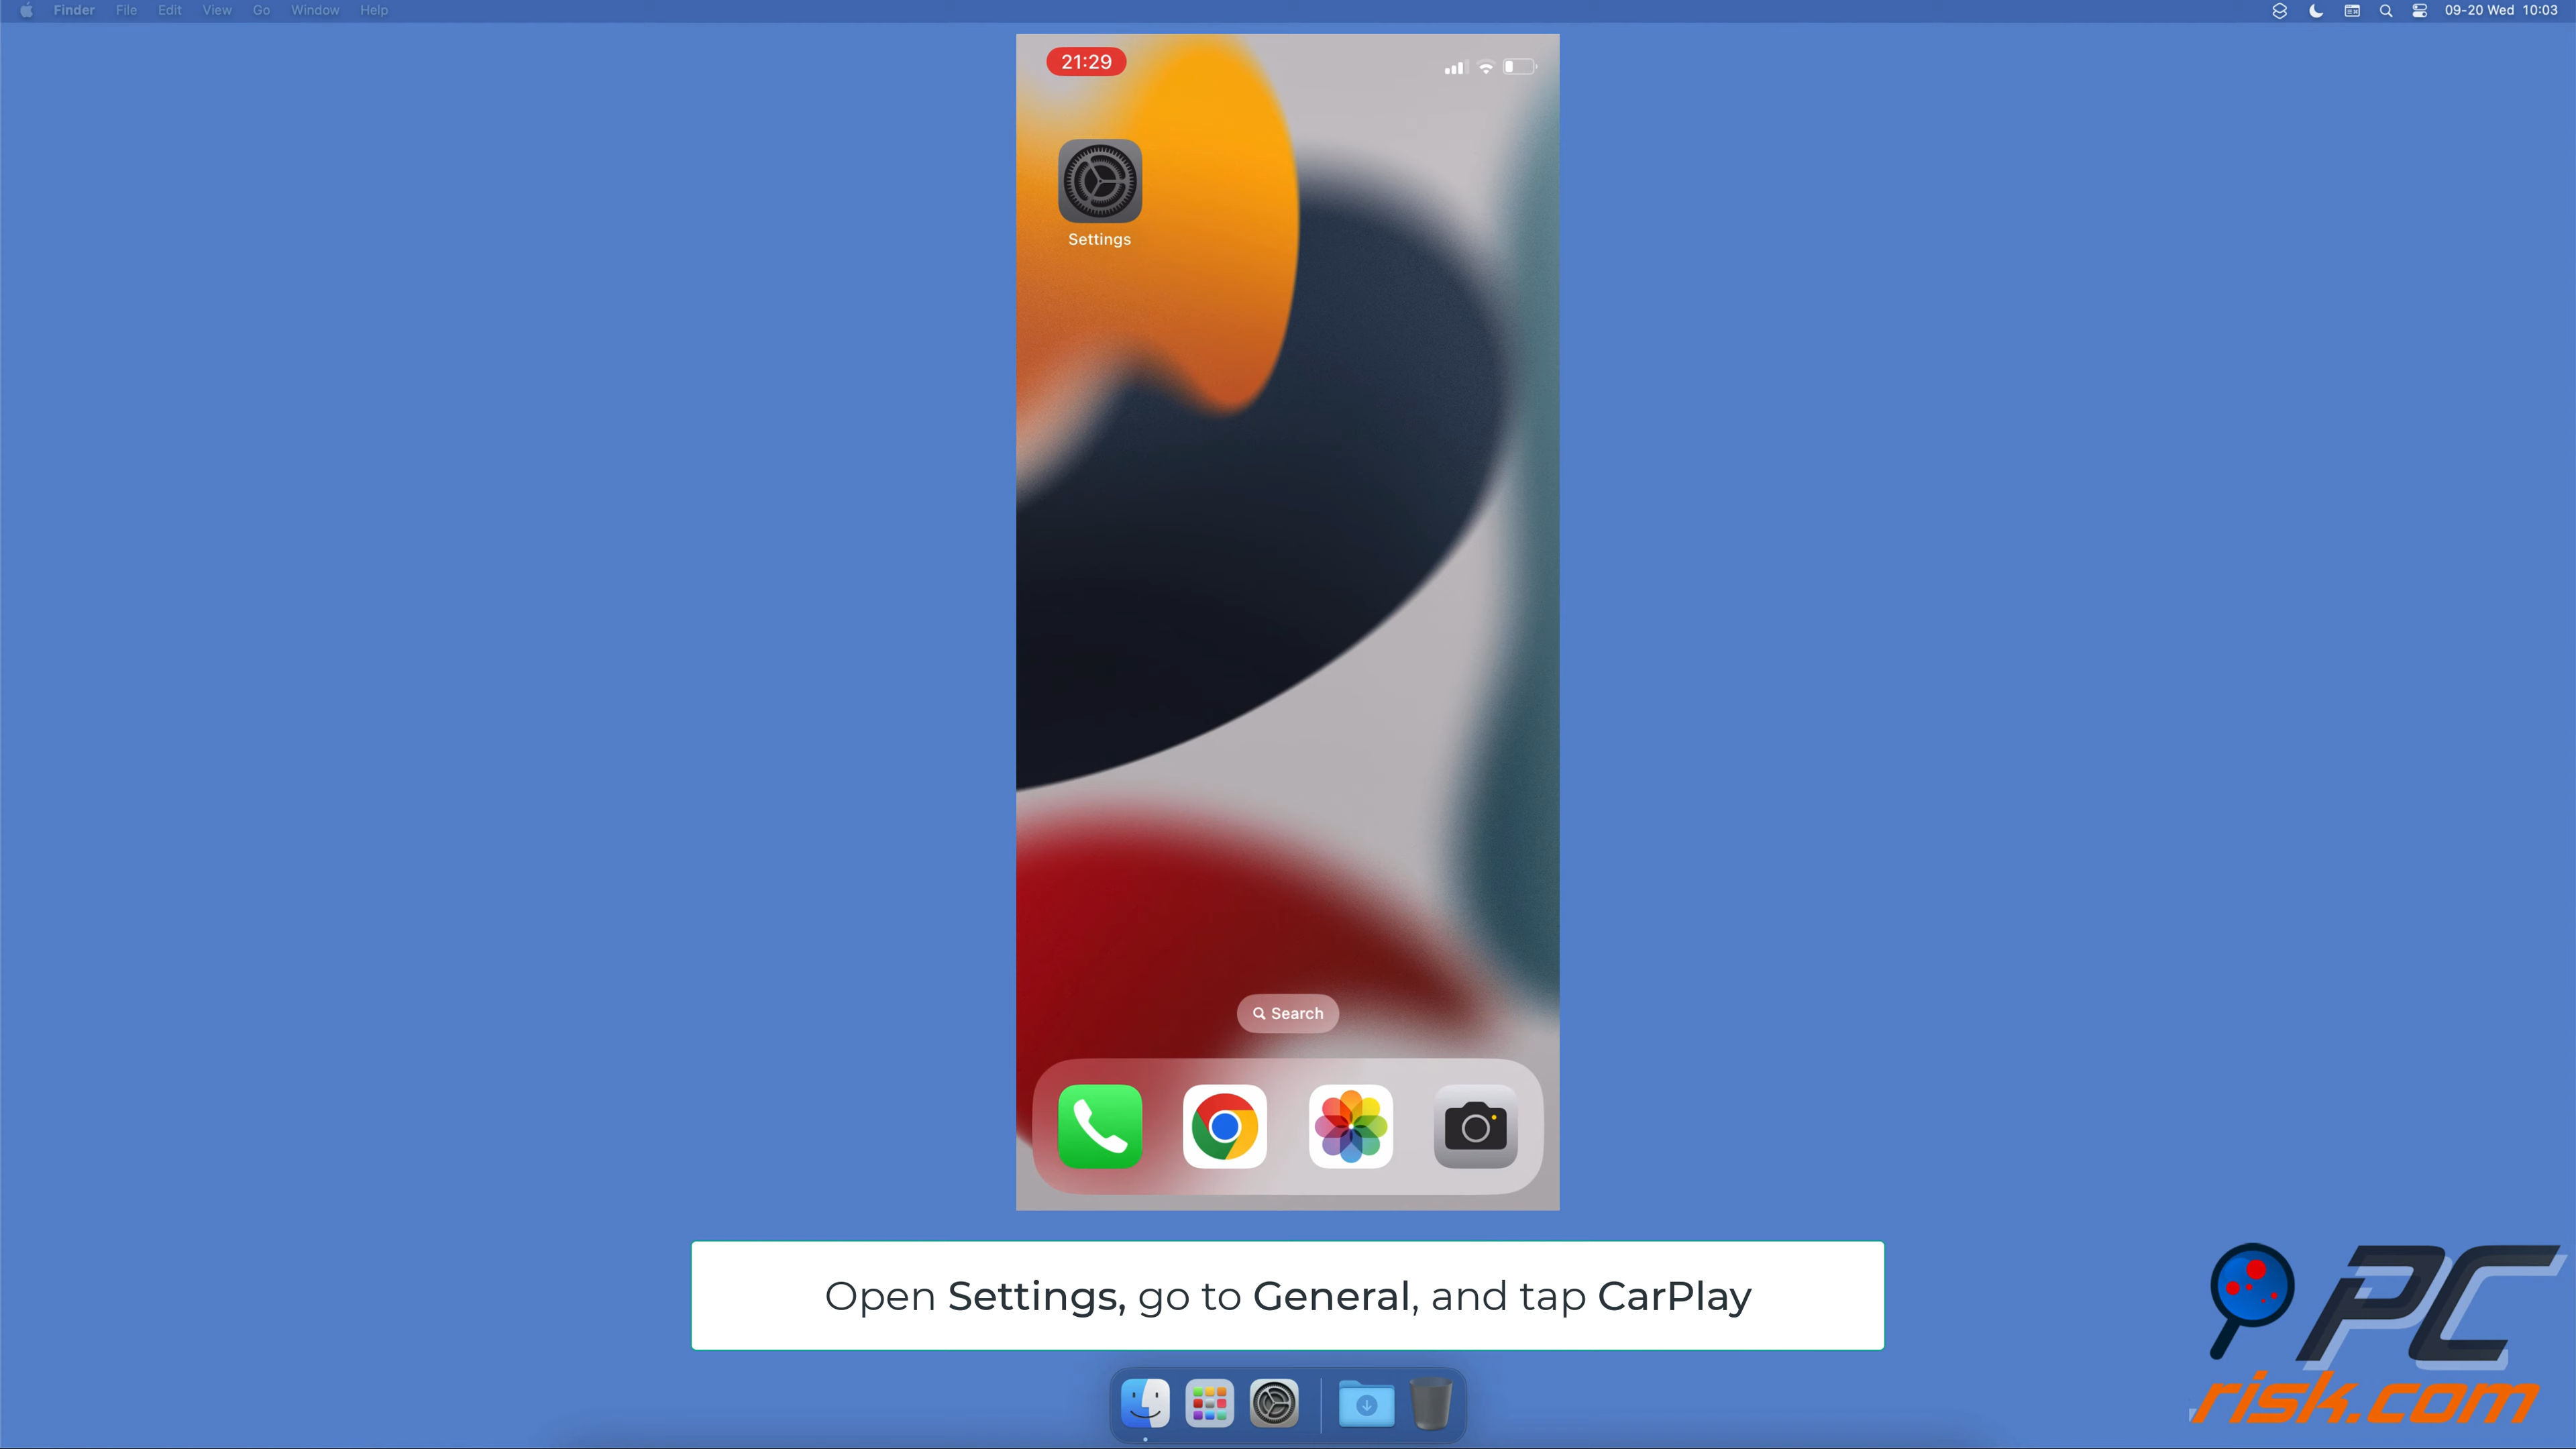 Finder File Edit View Go Window Help
09-20 Wed 10:03
21:29
Settings
Search
Open Settings, go to General, and tap CarPlay
PC
risk.com